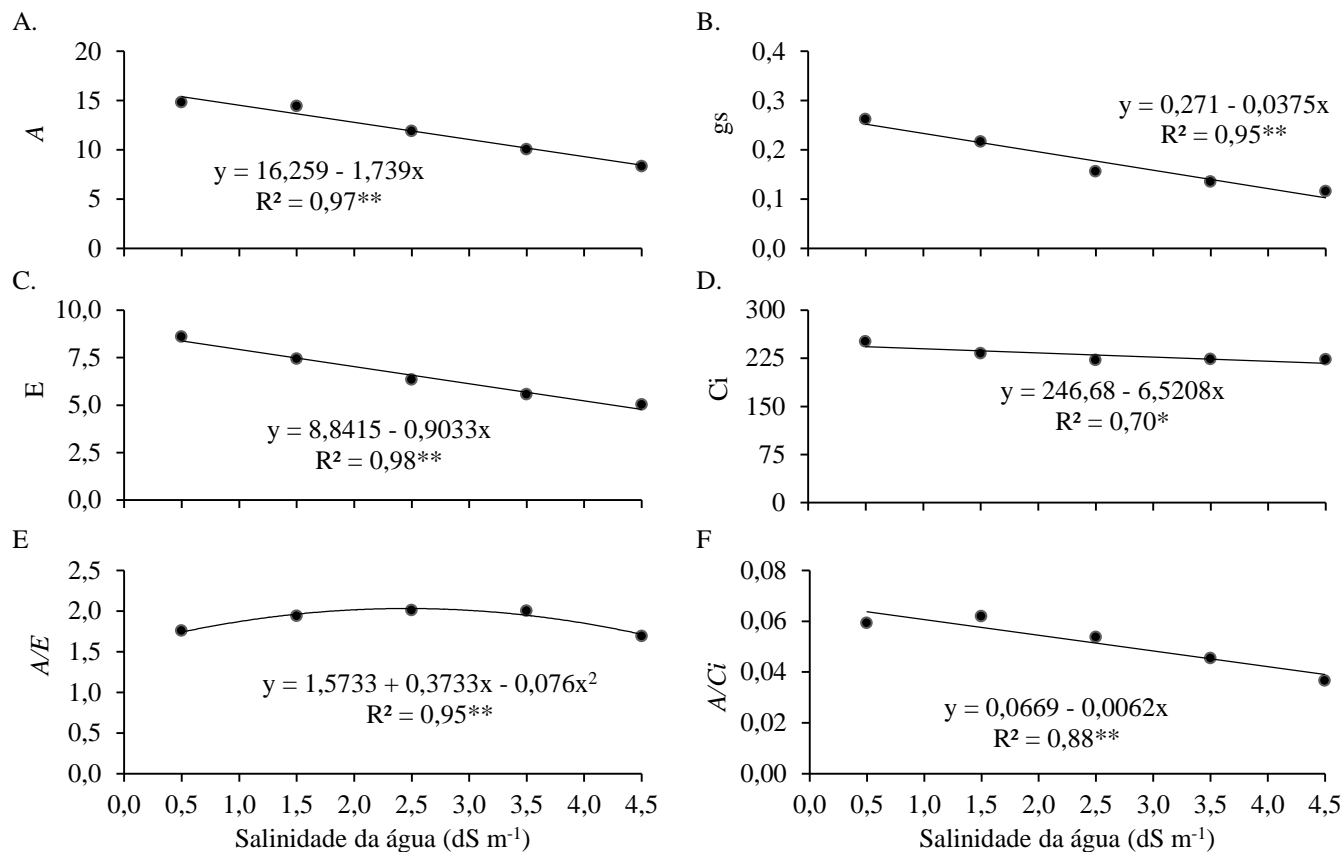 A.
20
15
10
5
0
A
y = 16,259 - 1,739x
R² = 0,97**
B.
0,4
0,3
0,2
0,1
0,0
gs
y = 0,271 - 0,0375x
R² = 0,95**
C.
10,0
7,5
5,0
2,5
0,0
E
y = 8,8415 - 0,9033x
R² = 0,98**
D.
300
225
150
75
0
Ci
y = 246,68 - 6,5208x
R² = 0,70*
E
2,5
2,0
1,5
1,0
0,5
0,0
A/E
y = 1,5733 + 0,3733x - 0,076x²
R² = 0,95**
0,0 0,5 1,0 1,5 2,0 2,5 3,0 3,5 4,0 4,5
Salinidade da água (dS m⁻¹)
F
0,08
0,06
0,04
0,02
0,00
A/Ci
y = 0,0669 - 0,0062x
R² = 0,88**
0,0 0,5 1,0 1,5 2,0 2,5 3,0 3,5 4,0 4,5
Salinidade da água (dS m⁻¹)